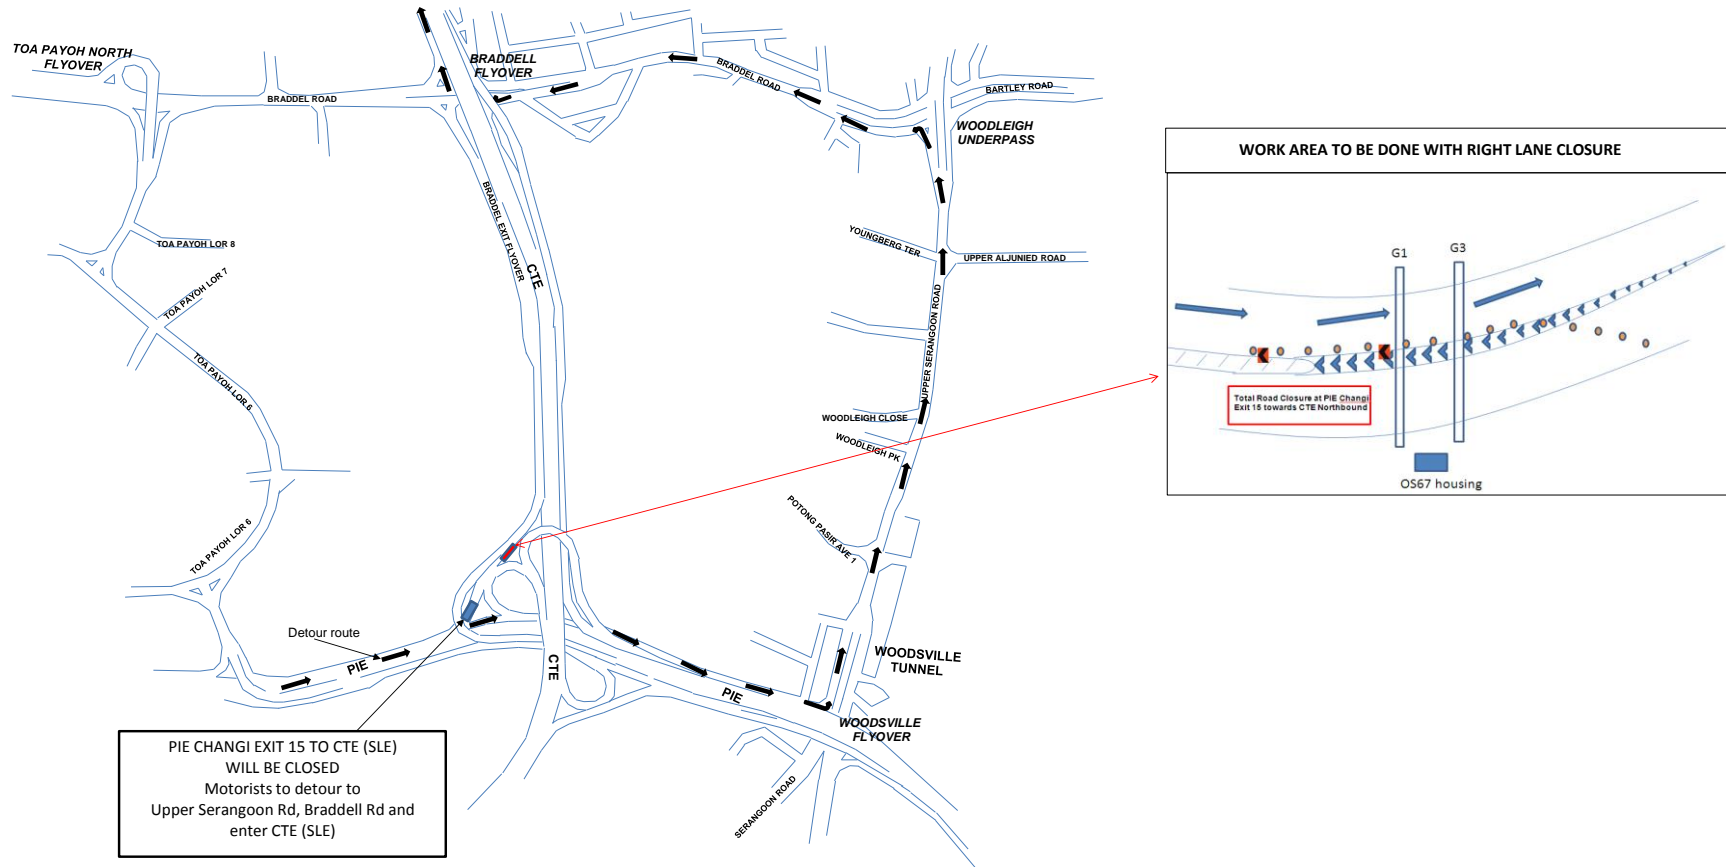 TOA PAYOH NORTH
FLYOVER
BRADDELL
FLYOVER
BRADDEL ROAD
BRADDEL ROAD
BARTLEY ROAD
WOODLEIGH
UNDERPASS
BRADDEL EXIT FLYOVER
CTE
TOA PAYOH LOR 8
TOA PAYOH LOR 7
TOA PAYOH LOR 6
TOA PAYOH LOR 6
YOUNGBERG TER
UPPER ALJUNIED ROAD
UPPER SERANGOON ROAD
WOODLEIGH CLOSE
WOODLEIGH PK
POTONG PASIR AVE 1
Detour route
PIE
CTE
PIE
WOODSVILLE
TUNNEL
WOODSVILLE
FLYOVER
SERANGOON ROAD
PIE CHANGI EXIT 15 TO CTE (SLE)
WILL BE CLOSED
Motorists to detour to
Upper Serangoon Rd, Braddell Rd and
enter CTE (SLE)
WORK AREA TO BE DONE WITH RIGHT LANE CLOSURE
G1
G3
Total Road Closure at PIE Changi
Exit 15 towards CTE Northbound
OS67 housing